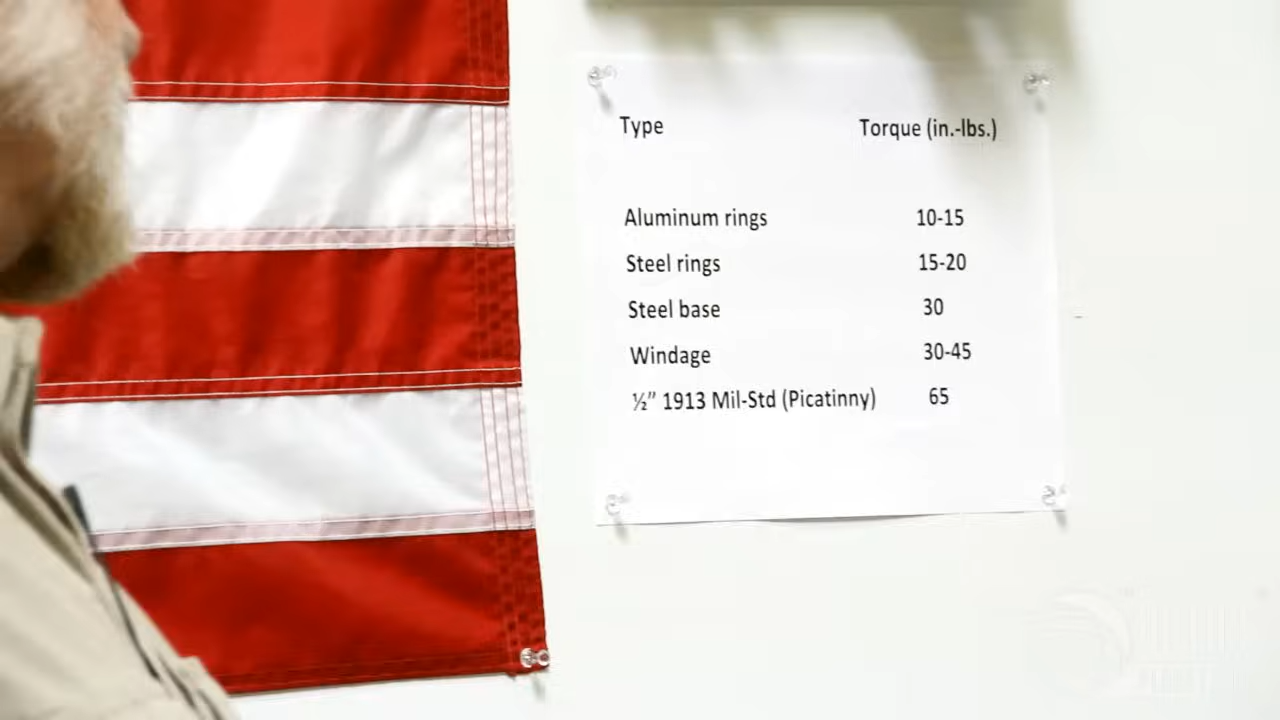 Type Torque (in.-lbs.)
Aluminum rings 10-15
Steel rings 15-20
Steel base 30
Windage 30-45
½” 1913 Mil-Std (Picatinny) 65